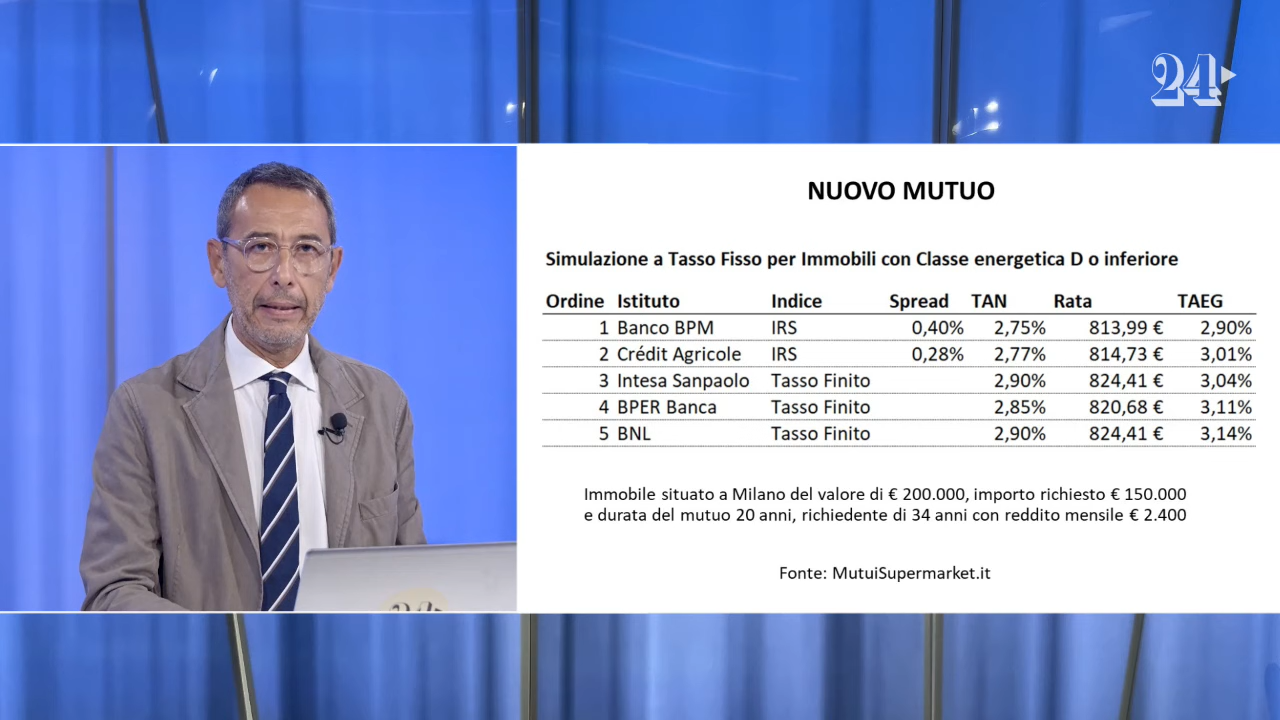 24
NUOVO MUTUO
Simulazione a Tasso Fisso per Immobili con Classe energetica D o inferiore
Ordine Istituto Indice Spread TAN Rata TAEG
1 Banco BPM IRS 0,40% 2,75% 813,99 € 2,90%
2 Crédit Agricole IRS 0,28% 2,77% 814,73 € 3,01%
3 Intesa Sanpaolo Tasso Finito 2,90% 824,41 € 3,04%
4 BPER Banca Tasso Finito 2,85% 820,68 € 3,11%
5 BNL Tasso Finito 2,90% 824,41 € 3,14%
Immobile situato a Milano del valore di € 200.000, importo richiesto € 150.000
e durata del mutuo 20 anni, richiedente di 34 anni con reddito mensile € 2.400
Fonte: MutuiSupermarket.it
24